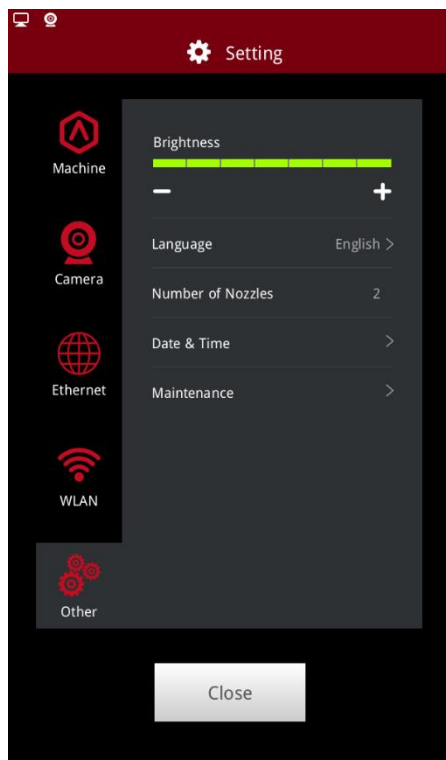 Setting
Machine
Camera
Ethernet
WLAN
Other
Brightness
Language English >
Number of Nozzles 2
Date & Time >
Maintenance >
Close